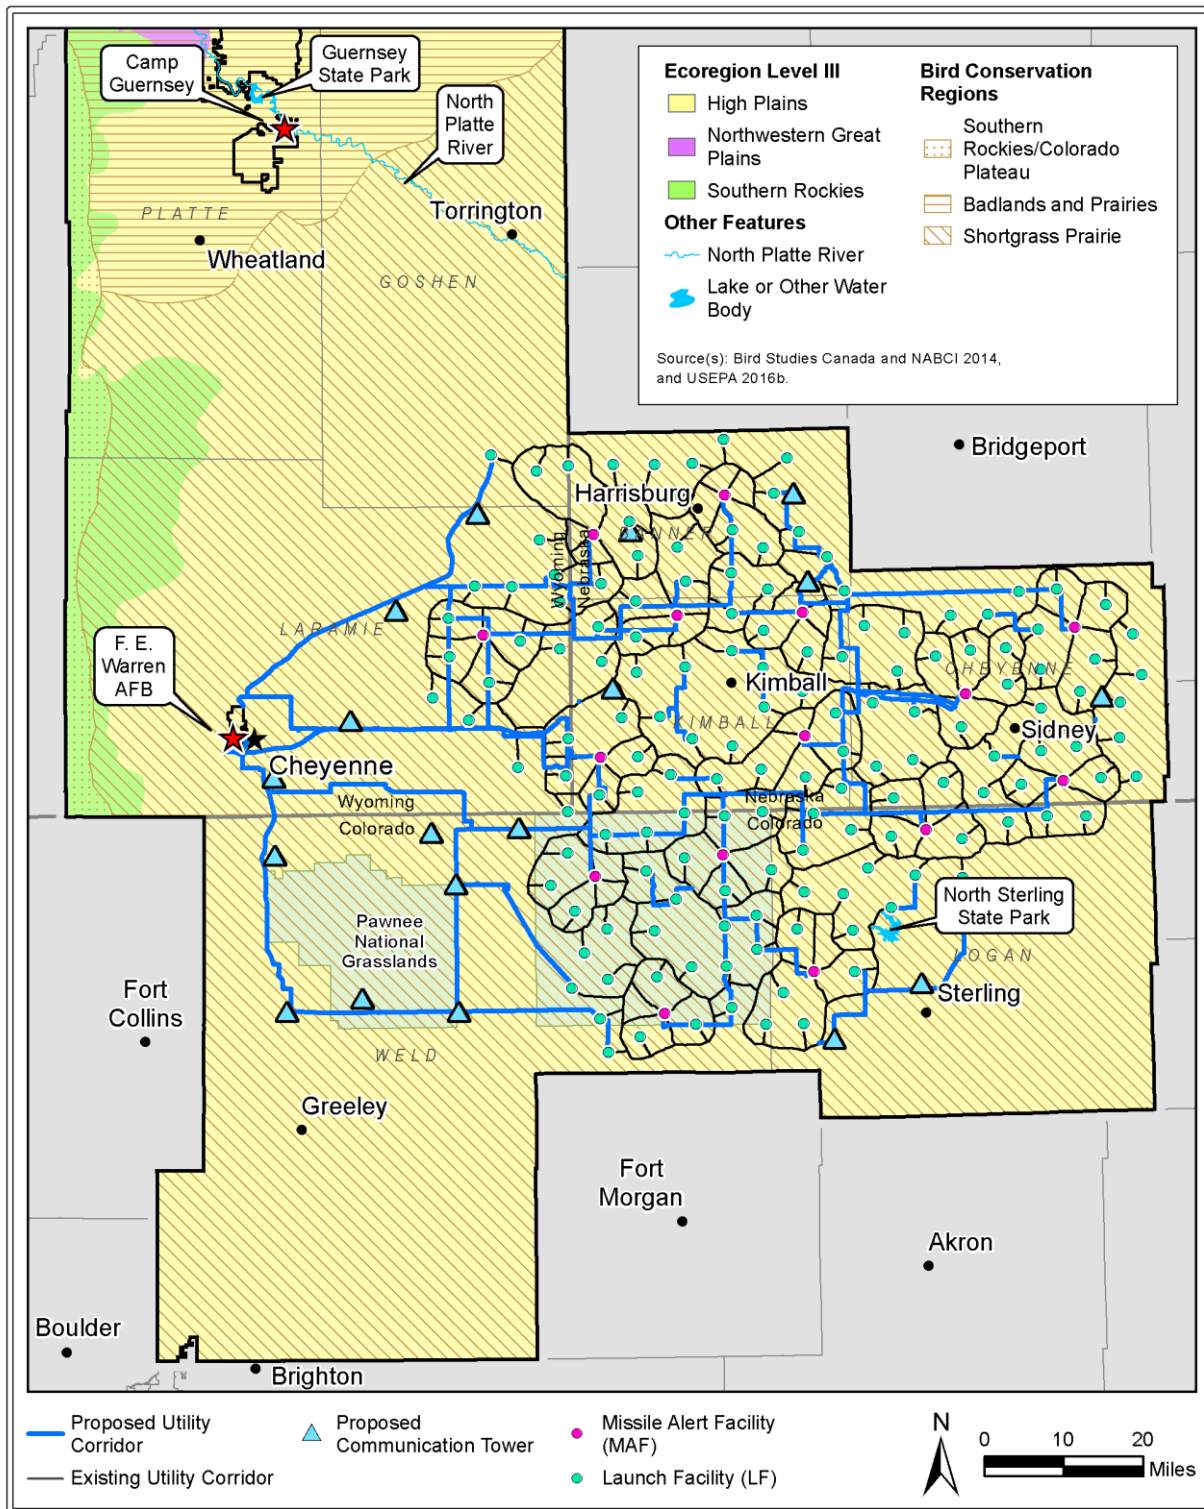 Camp
Guernsey
Guernsey
State Park
North
Platte
River
PLATTE
Wheatland
Torrington
GOSHEN
Ecoregion Level III
High Plains
Northwestern Great
Plains
Southern Rockies
Other Features
North Platte River
Lake or Other Water
Body
Bird Conservation
Regions
Southern
Rockies/Colorado
Plateau
Badlands and Prairies
Shortgrass Prairie
Source(s): Bird Studies Canada and NABCI 2014,
and USEPA 2016b.
Bridgeport
Harrisburg
BANNER
Wyoming
Nebraska
LARAMIE
F. E.
Warren
AFB
CHEYENNE
Kimball
KIMBALL
Sidney
Cheyenne
Wyoming
Colorado
Nebraska
Colorado
North Sterling
State Park
Pawnee
National
Grasslands
LOGAN
Sterling
Fort
Collins
WELD
Greeley
Fort
Morgan
Akron
Boulder
Brighton
Proposed Utility
Corridor
Existing Utility Corridor
Proposed
Communication Tower
Missile Alert Facility
(MAF)
Launch Facility (LF)
N
0 10 20
Miles